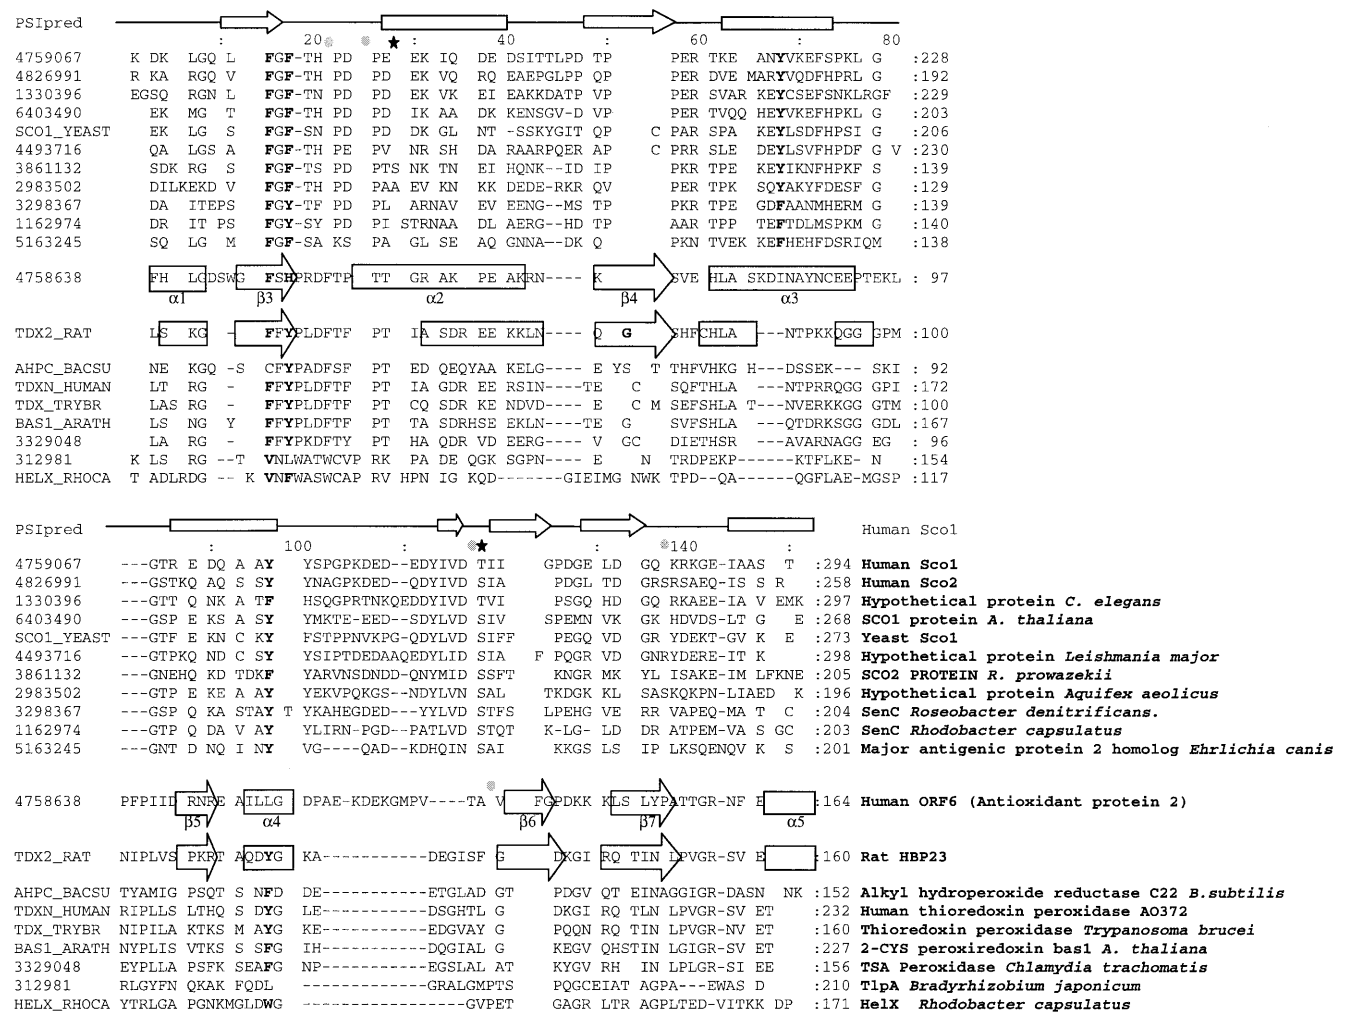 PSIpred
: 20 : 40 : 60 : 80
4759067 K DK LGQ L FGF-TH PD PE EK IQ DE DSITTLPD TP PER TKE ANYVKEFSPKL G :228
4826991 R KA RGQ V FGF-TH PD PD EK VQ RQ EAEPGLPP QP PER DVE MARYVQDFHPRL G :192
1330396 EGSQ RGN L FGF-TN PD PD EK VK EI EAKKDATP VP PER SVAR KEYCSEFSNKLRGF :229
6403490 EK MG T FGF-TH PD PD IK AA DK KENSGV-D VP PER TVQQ HEYVKEFHPKL G :203
SCO1_YEAST EK LG S FGF-SN PD PD DK GL NT -SSKYGIT QP C PAR SPA KEYLSDFHPSI G :206
4493716 QA LGS A FGF-TH PE PV NR SH DA RAARPQER AP C PRR SLE DEYLSVFHPDF G V :230
3861132 SDK RG S FGF-TS PD PTS NK TN EI HQNK--ID IP PKR TPE KEYIKNFHPKF G :139
2983502 DILKEKD V FGF-TH PD PAA EV KN KK DEDE-RKR QV PER TPK SQYAKYFDESF G :129
3298367 DA ITEPS FGY-TF PD PL ARNAV EV EENG--MS TP PKR TPE GDFAANMHERM G :139
1162974 DR IT PS FGY-SY PD PI STRNAA DL AERG--HD TP AAR TPP TEFTDLMSPKM G :140
5163245 SQ LG M FGF-SA KS PA GL SE AQ GNNA--DK Q PKN TVEK KEFHEHFDSRIQM :138
4758638 FH LGDSWG FSHPRDFTP TT GR AK PE AKRN---- K SVE HLA SKDINAYNCEEPTEKL : 97
α1 β3 α2 β4 α3
TDX2_RAT LS KG - FFYPLDFTF PT IA SDR EE KKLN---- Q G SHFCHLA ---NTPKKQGG GPM :100
AHPC_BACSU NE KGQ -S CFYPADFSF PT ED QEQYAA KELG---- E YS T THFVHKG H---DSSEK---SKI : 92
TDXN_HUMAN LT RG - FFYPLDFTF PT IA GDR EE RSIN----TE C SQFTHLA ---NTPRRQGG GPI :172
TDX_TRYBR LAS RG - FFYPLDFTF PT CQ SDR KE NDVD---- E C M SEFSHLA T---NVERKKGG GTM :100
BAS1_ARATH LS NG Y FFYPLDFTF PT TA SDRHSE EKLN----TE G SVFSHLA ---QTDRKSGG GDL :167
3329048 LA RG - FFYPKDFTY PT HA QDR VD EERG---- V GC DIETHSR ---AVARNAGG EG : 96
312981 K LS RG --T VNLWATWCVP RK PA DE QGK SGPN---- E N TRDPEKP-----KTFLKE- N :154
HELX_RHOCA T ADLRDG -- K VNFWASWCAP RV HPN IG K QD-------GIEIMG NWK TPD--QA-------QGFLAE-MGSP :117
PSIpred Human Sco1
: 100 : : 140 :
4759067 ---GTR E DQ A AY YSPGPKDED--EDYIVD TII GPDGE LD GQ KRKGE-IAAS T :294 Human Sco1
4826991 ---GSTKQ AQ SSY YNAGPKDED-QDYIVD SIA PDGL TD GRSRSAEQ-ISS R :258 Human Sco2
1330396 ---GTT Q NK A TF HSQGPRTNKQEDDYIVD TVI PSGQ HD GQ RKAEE-IA V EMK :297 Hypothetical protein C. elegans
6403490 ---GSP E KS A SY YMKTE-EED--SDYLVD SIV SPEMN VK GK HDVDS-LT G E :268 SCO1 protein A. thaliana
SCO1_YEAST ---GTF E KN C KY FSTPPNVKPG-QDYLVD SIFF PEGQ VD GR YDEKT-GV K E :273 Yeast Sco1
4493716 ---GTPKQ ND C SY YSIPTDEDAAQEDYLID SIA F PQGR VD GNRYDERE-IT K :298 Hypothetical protein Leishmania major
3861132 ---GNEHQ KD TDKF YARVNSDNDD-QNYMID SSFT KNGR MK YL ISAKE-IM LFKNE :205 SCO2 PROTEIN R. prowazekii
2983502 ---GTP E KE A AY YEKVPQKGS-NDYLVN SAL TKDGK KL SASKQKPN-LIAED K :196 Hypothetical protein Aquifex aeolicus
3298367 ---GSP Q KA STAY T YKAHEGDED---YYLVD STFS LPEHG VE RR VAPEQ-MA T C :204 SenC Roseobacter denitrificans.
1162974 ---GTP Q DA V AY YLIRN-PGD--PATLVD STQT K-LG- LD DR ATPEM-VA S GC :203 SenC Rhodobacter capsulatus
5163245 ---GNT D NQ I NY VG---QAD--KDHQIN SAI KKGS LS IP LKSQENQV K S :201 Major antigenic protein 2 homolog Ehrlichia canis
4758638 PFPIID RNRE A ILLG DPAE-KDEKGMPV----TA V FGPDKK KLS LYPATTGR-NF E :164 Human ORF6 (Antioxidant protein 2)
β5 α4 β6 β7 α5
TDX2_RAT NIPLVS PKRT AQDYG KA-----------DEGISF G DKGI RQ TIN LPVGR-SV E :160 Rat HBP23
AHPC_BACSU TYAMIG PSQT S NFD DE-----------ETGLAD GT PDGV QT EINAGGIGR-DASN NK :152 Alkyl hydroperoxide reductase C22 B.subtilis
TDXN_HUMAN RIPLLS LTHQ S DYG LE-----------DSGHTL G DKGI RQ TLN LPVGR-SV ET :232 Human thioredoxin peroxidase AO372
TDX_TRYBR NIPILA KTKS M AYG KE-----------EDGVAY G PQQN RQ TIN LPVGR-NV PE :160 Thioredoxin peroxidase Trypanosoma brucei
BAS1_ARATH NYPLIS VTKS S SFG IH-----------DQGIAL G KEGV QHSTIN LGIGR-SV ET :227 2-CYS peroxiredoxin bas1 A. thaliana
3329048 EYPLLA PSFK SEAFG NP-----------EGSLAL AT KYGV RH IN LPLGR-SI EE :156 TSA Peroxidase Chlamydia trachomatis
312981 RLGYFN QKAK FQDL --------------GRALGMPTS PQGCEIAT AGPA---EWAS D :210 TlpA Bradyrhizobium japonicum
HELX_RHOCA YTRLGA PGNKMGLDWG ---------------GVPET GAGR LTR AGPLTED-VITKK DP :171 HelX Rhodobacter capsulatus